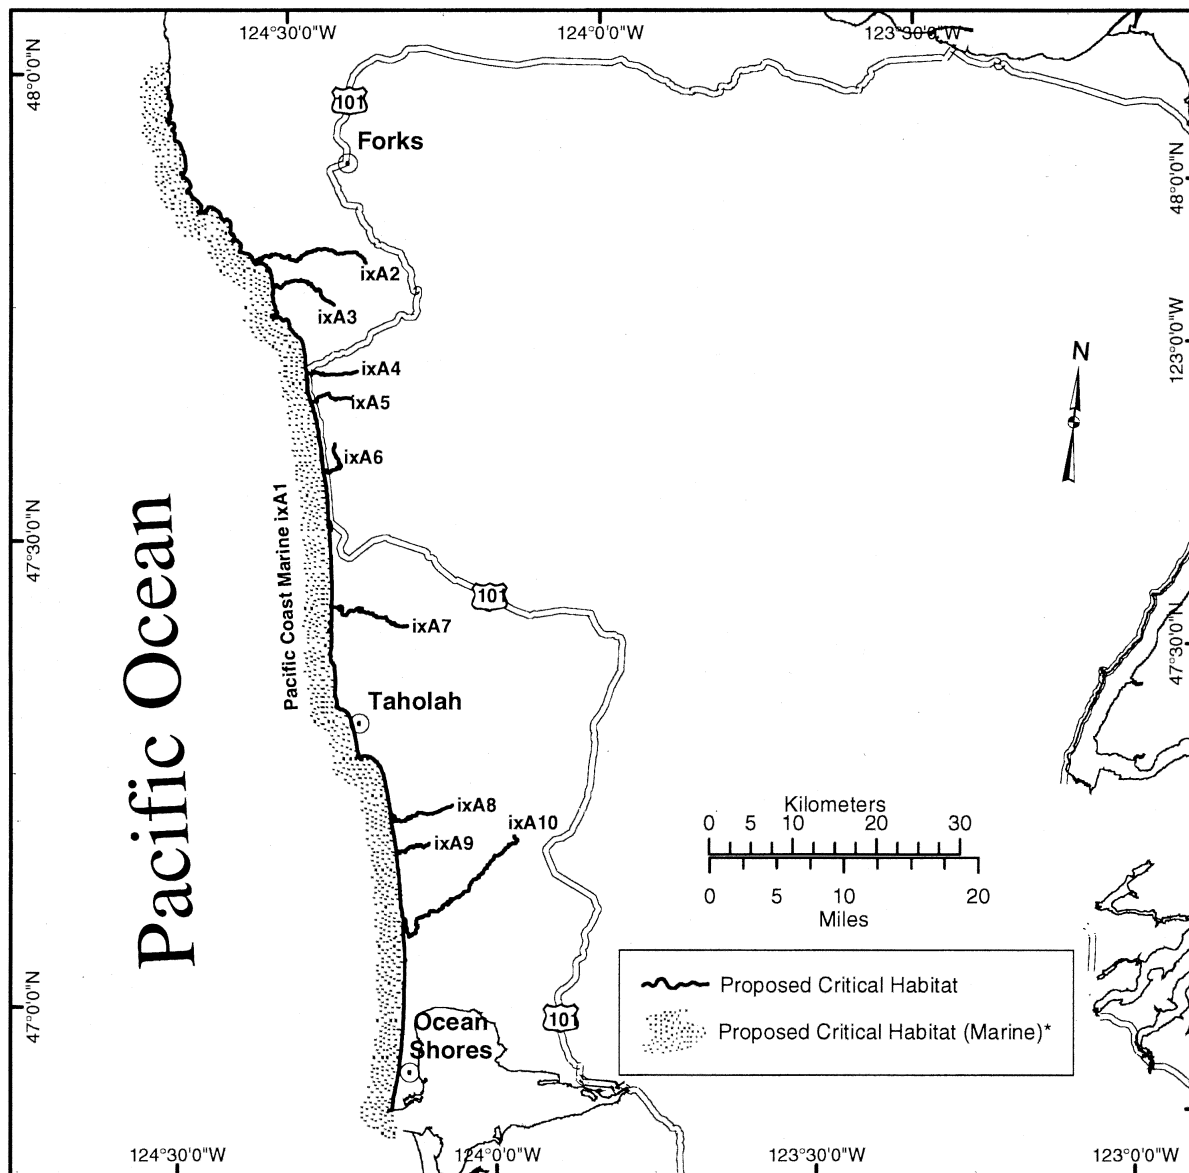 124°30'0"W
124°0'0"W
123°30'0"W
48°0'0"N
101
Forks
48°0'0"N
ixA2
ixA3
123°0'0"W
N
ixA4
ixA5
ixA6
Pacific Coast Marine ixA1
Pacific Ocean
47°30'0"N
101
ixA7
47°30'0"N
Taholah
ixA8
ixA10
ixA9
Kilometers
0 5 10 20 30
0 5 10 20
Miles
47°0'0"N
Ocean
Shores
101
Proposed Critical Habitat
Proposed Critical Habitat (Marine)*
124°30'0"W
124°0'0"W
123°30'0"W
123°0'0"W